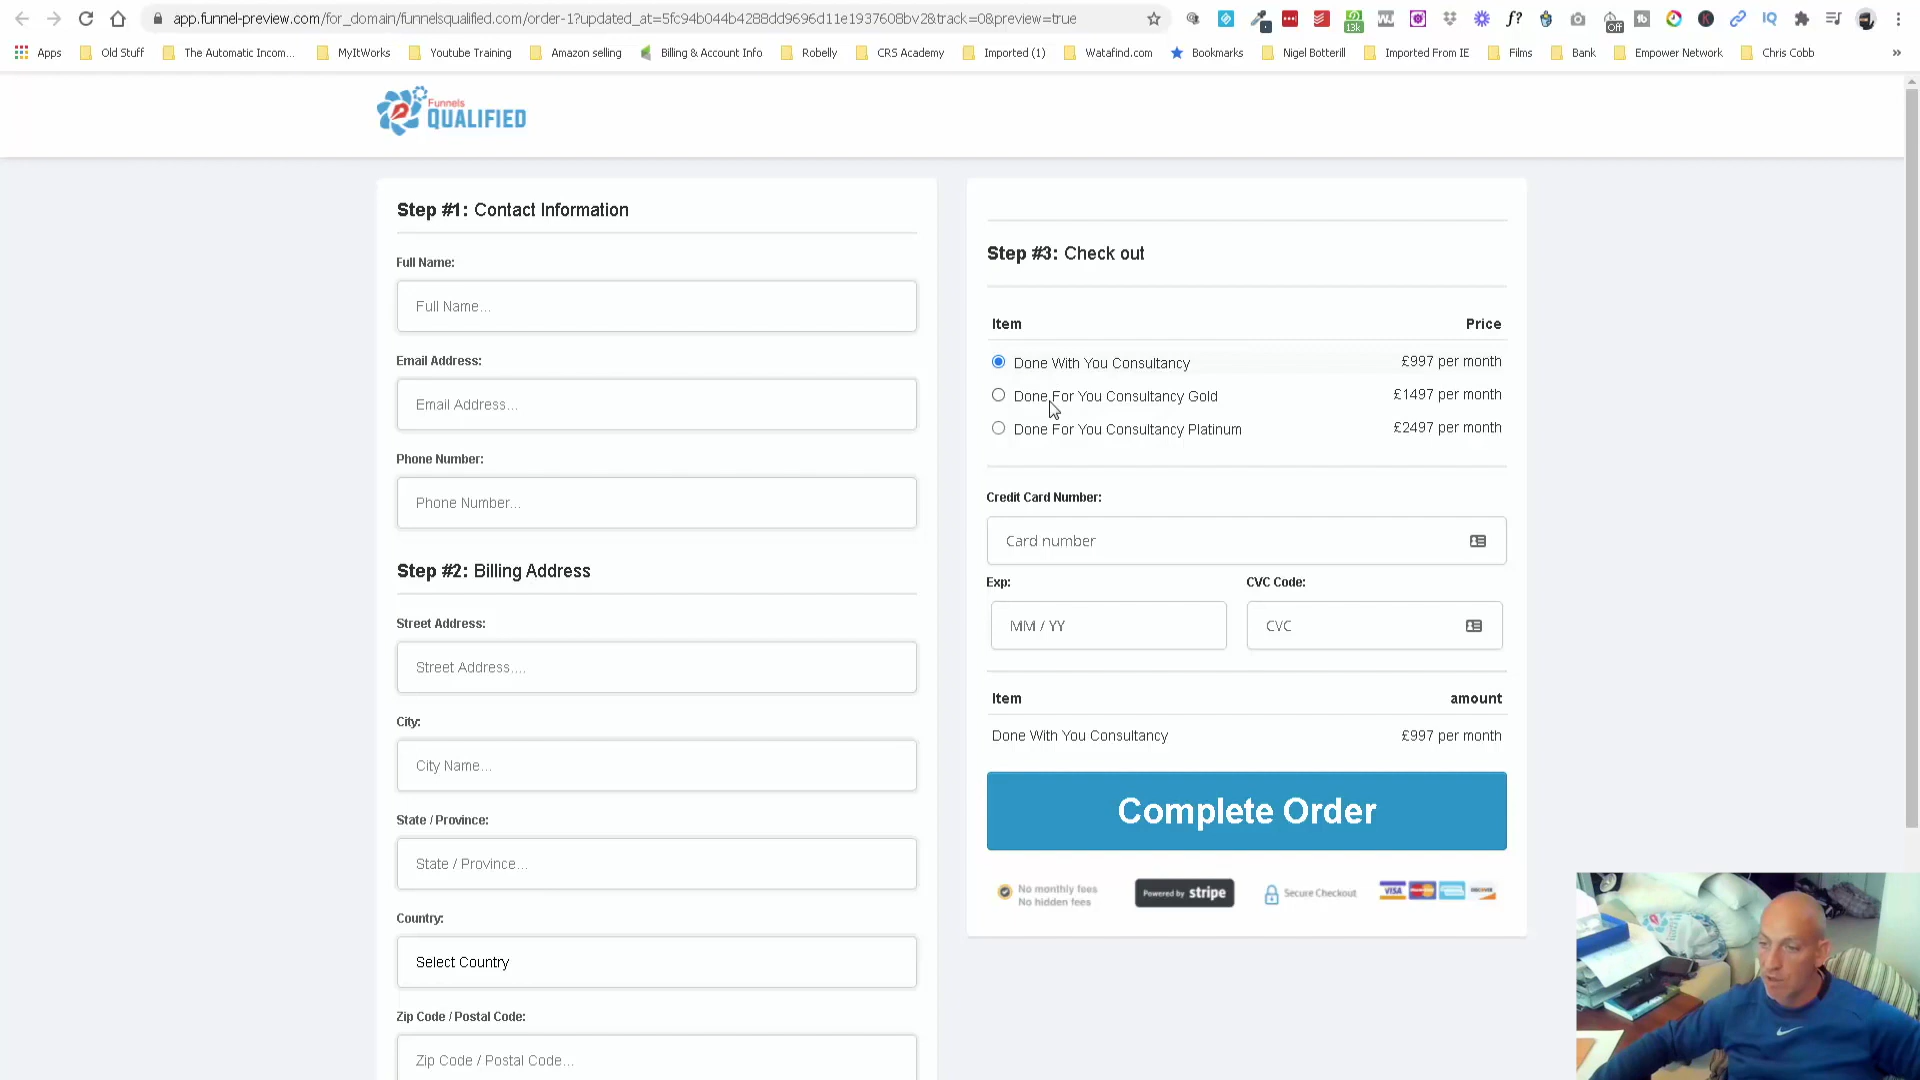 app.funnel-preview.com/for_domain/funnelsqualified.com/order-1?updated_at=5fc94b044b4288dd9696d11e1937608bv2&track=0&preview=true
Apps
Old Stuff
The Automatic Incom...
MyItWorks
Youtube Training
Amazon selling
Billing & Account Info
Robelly
CRS Academy
Imported (1)
Watafind.com
Bookmarks
Nigel Botterill
Imported From IE
Films
Bank
Empower Network
Chris Cobb
»
13k
Off
f?
IQ
Funnels
QUALIFIED
Step #1: Contact Information
Full Name:
Full Name...
Email Address:
Email Address...
Phone Number:
Phone Number...
Step #2: Billing Address
Street Address:
Street Address....
City:
City Name...
State / Province:
State / Province...
Country:
Select Country
Zip Code / Postal Code:
Zip Code / Postal Code...
Step #3: Check out
Item Price
Done With You Consultancy £997 per month
Done For You Consultancy Gold £1497 per month
Done For You Consultancy Platinum £2497 per month
Credit Card Number:
Card number
Exp: CVC Code:
MM / YY CVC
Item amount
Done With You Consultancy £997 per month
Complete Order
No monthly fees
No hidden fees
Powered by stripe
Secure Checkout
VISA
DISCOVER